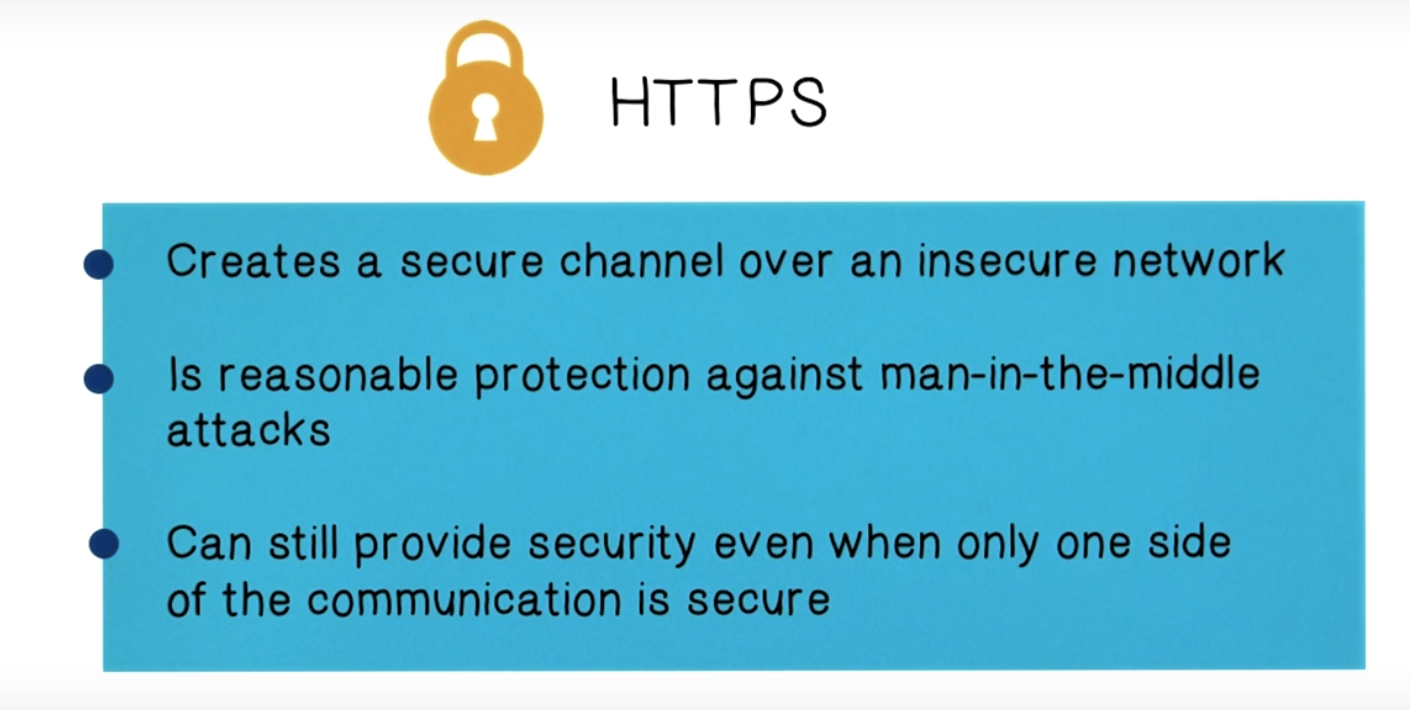 HTTPS
Creates a secure channel over an insecure network
Is reasonable protection against man-in-the-middle
attacks
Can still provide security even when only one side
of the communication is secure